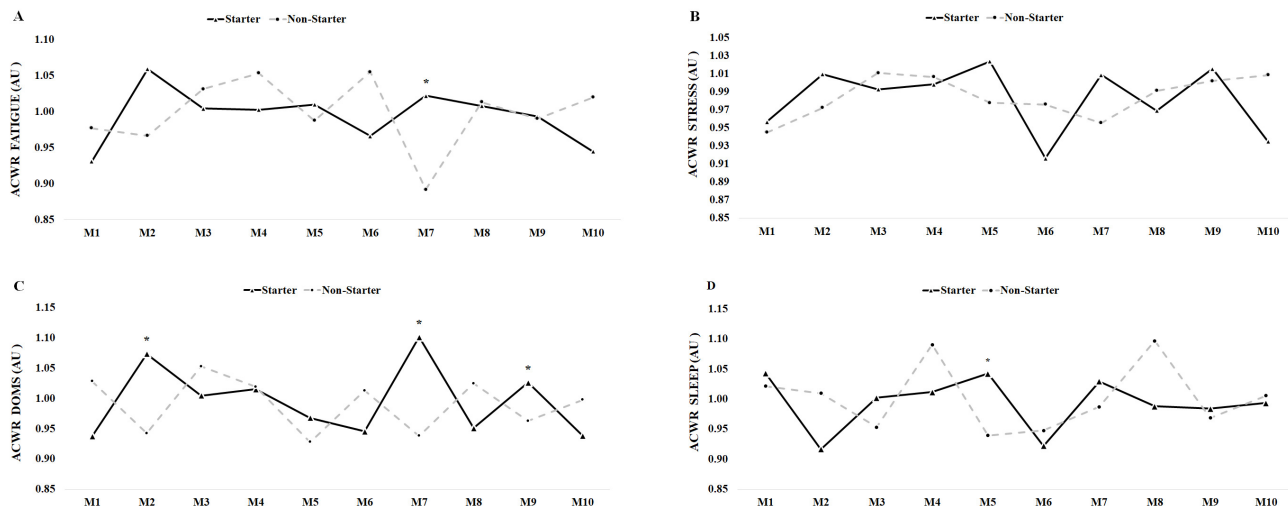 A
Starter Non-Starter
ACWR FATIGUE (AU)
1.10
1.05
*
1.00
0.95
0.90
0.85
M1 M2 M3 M4 M5 M6 M7 M8 M9 M10
B
Starter Non-Starter
ACWR STRESS (AU)
1.05
1.03
1.01
0.99
0.97
0.95
0.93
0.91
0.89
0.87
0.85
M1 M2 M3 M4 M5 M6 M7 M8 M9 M10
C
Starter Non-Starter
ACWR DOMS (AU)
1.15
1.10
* * *
1.05
1.00
0.95
0.90
0.85
M1 M2 M3 M4 M5 M6 M7 M8 M9 M10
D
Starter Non-Starter
ACWR SLEEP (AU)
1.15
1.10
*
1.05
1.00
0.95
0.90
0.85
M1 M2 M3 M4 M5 M6 M7 M8 M9 M10